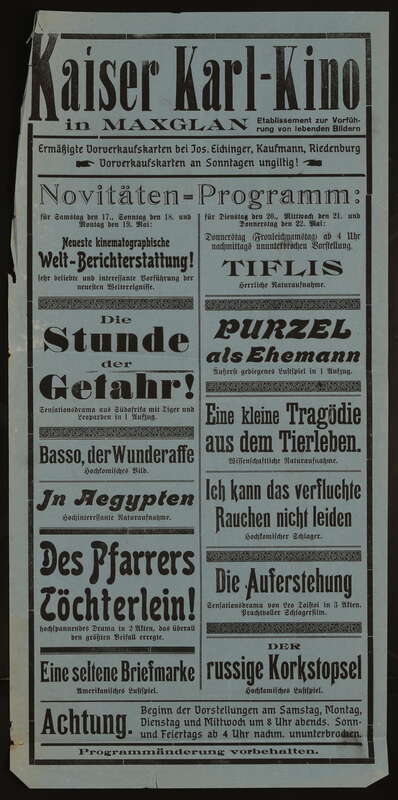 Kaiser Karl-Kino
in MAXGLAN Etablissement zur Vorfüh-
rung von lebenden Bildern
Ermäßigte Vorverkaufskarten bei Jos. Eichinger, Kaufmann, Riedenburg
Vorverkaufskarten an Sonntagen ungiltig!
Novitäten-Programm:
für Samstag den 17., Sonntag den 18. und
Montag den 19. Mai:
Neueste kinematographische
Welt-Berichterstattung!
sehr beliebte und interessante Vorführung der
neuesten Weltereignisse.
Die
Stunde
der
Gefahr!
Sensationsdrama aus Südafrika mit Tiger und
Leoparden in 1 Aufzug.
Basso, der Wunderaffe
Hochkomisches Bild.
In Aegypten
Hochinteressante Naturaufnahme.
Des Pfarrers
Töchterlein!
hochspannendes Drama in 2 Akten, das überall
den größten Beifall erregte.
Eine seltene Briefmarke
Amerikanisches Lustspiel.
für Dienstag den 20., Mittwoch den 21. und
Donnerstag den 22. Mai:
Donnerstag (Fronleichnamstag) ab 4 Uhr
nachmittags ununterbrochen Vorstellung.
TIFLIS
Herrliche Naturaufnahme.
PURZEL
als Ehemann
Äußerst gediegenes Lustspiel in 1 Aufzug.
Eine kleine Tragödie
aus dem Tierleben.
Wissenschaftliche Naturaufnahme.
Ich kann das verfluchte
Rauchen nicht leiden
Hochkomischer Schlager.
Die Auferstehung
Sensationsdrama von Leo Tolstoi in 3 Akten.
Prachtvoller Schlagerfilm.
DER
russige Korkstopsel
Hochkomisches Lustspiel.
Achtung. Beginn der Vorstellungen am Samstag, Montag,
Dienstag und Mittwoch um 8 Uhr abends. Sonn-
und Feiertags ab 4 Uhr nachm. ununterbrochen.
Programmänderung vorbehalten.